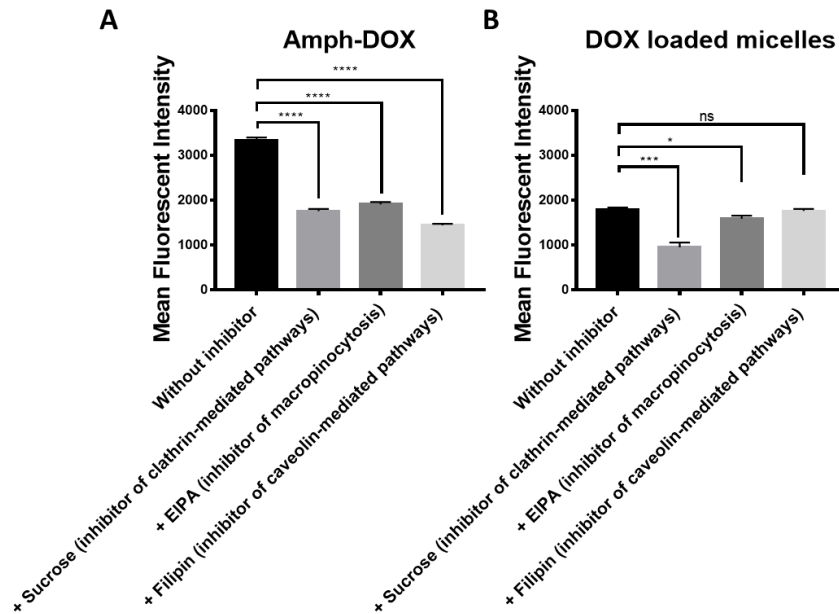 A
Amph-DOX
Mean Fluorescent Intensity
4000
3000
2000
1000
0
****
****
****
Without inhibitor
+ Sucrose (inhibitor of clathrin-mediated pathways)
+ EIPA (inhibitor of macropinocytosis)
+ Filipin (inhibitor of caveolin-mediated pathways)
B
DOX loaded micelles
Mean Fluorescent Intensity
4000
3000
2000
1000
0
ns
*
***
Without inhibitor
+ Sucrose (inhibitor of clathrin-mediated pathways)
+ EIPA (inhibitor of macropinocytosis)
+ Filipin (inhibitor of caveolin-mediated pathways)